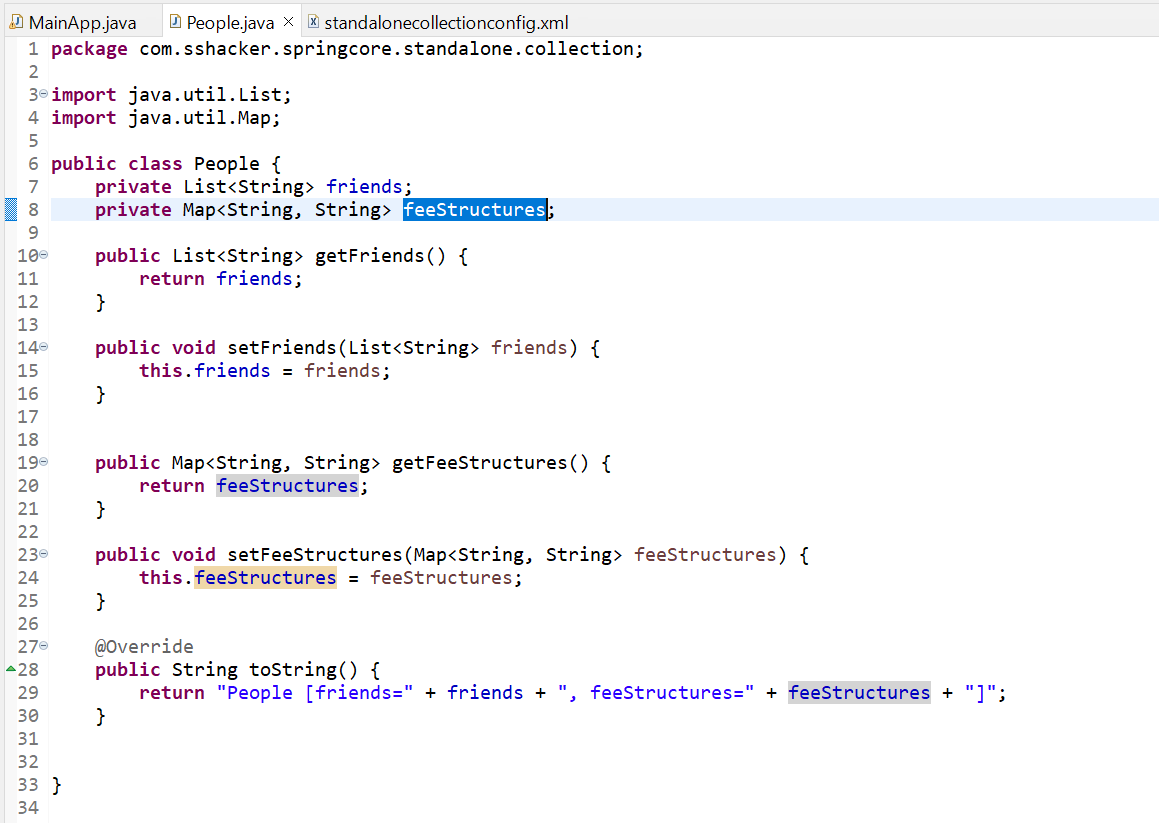 MainApp.java People.java standalonecollectionconfig.xml
1 package com.sshacker.springcore.standalone.collection;
2
3 import java.util.List;
4 import java.util.Map;
5
6 public class People {
7     private List<String> friends;
8     private Map<String, String> feeStructures;
9
10     public List<String> getFriends() {
11         return friends;
12     }
13
14     public void setFriends(List<String> friends) {
15         this.friends = friends;
16     }
17
18
19     public Map<String, String> getFeeStructures() {
20         return feeStructures;
21     }
22
23     public void setFeeStructures(Map<String, String> feeStructures) {
24         this.feeStructures = feeStructures;
25     }
26
27     @Override
28     public String toString() {
29         return "People [friends=" + friends + ", feeStructures=" + feeStructures + "]";
30     }
31
32
33 }
34